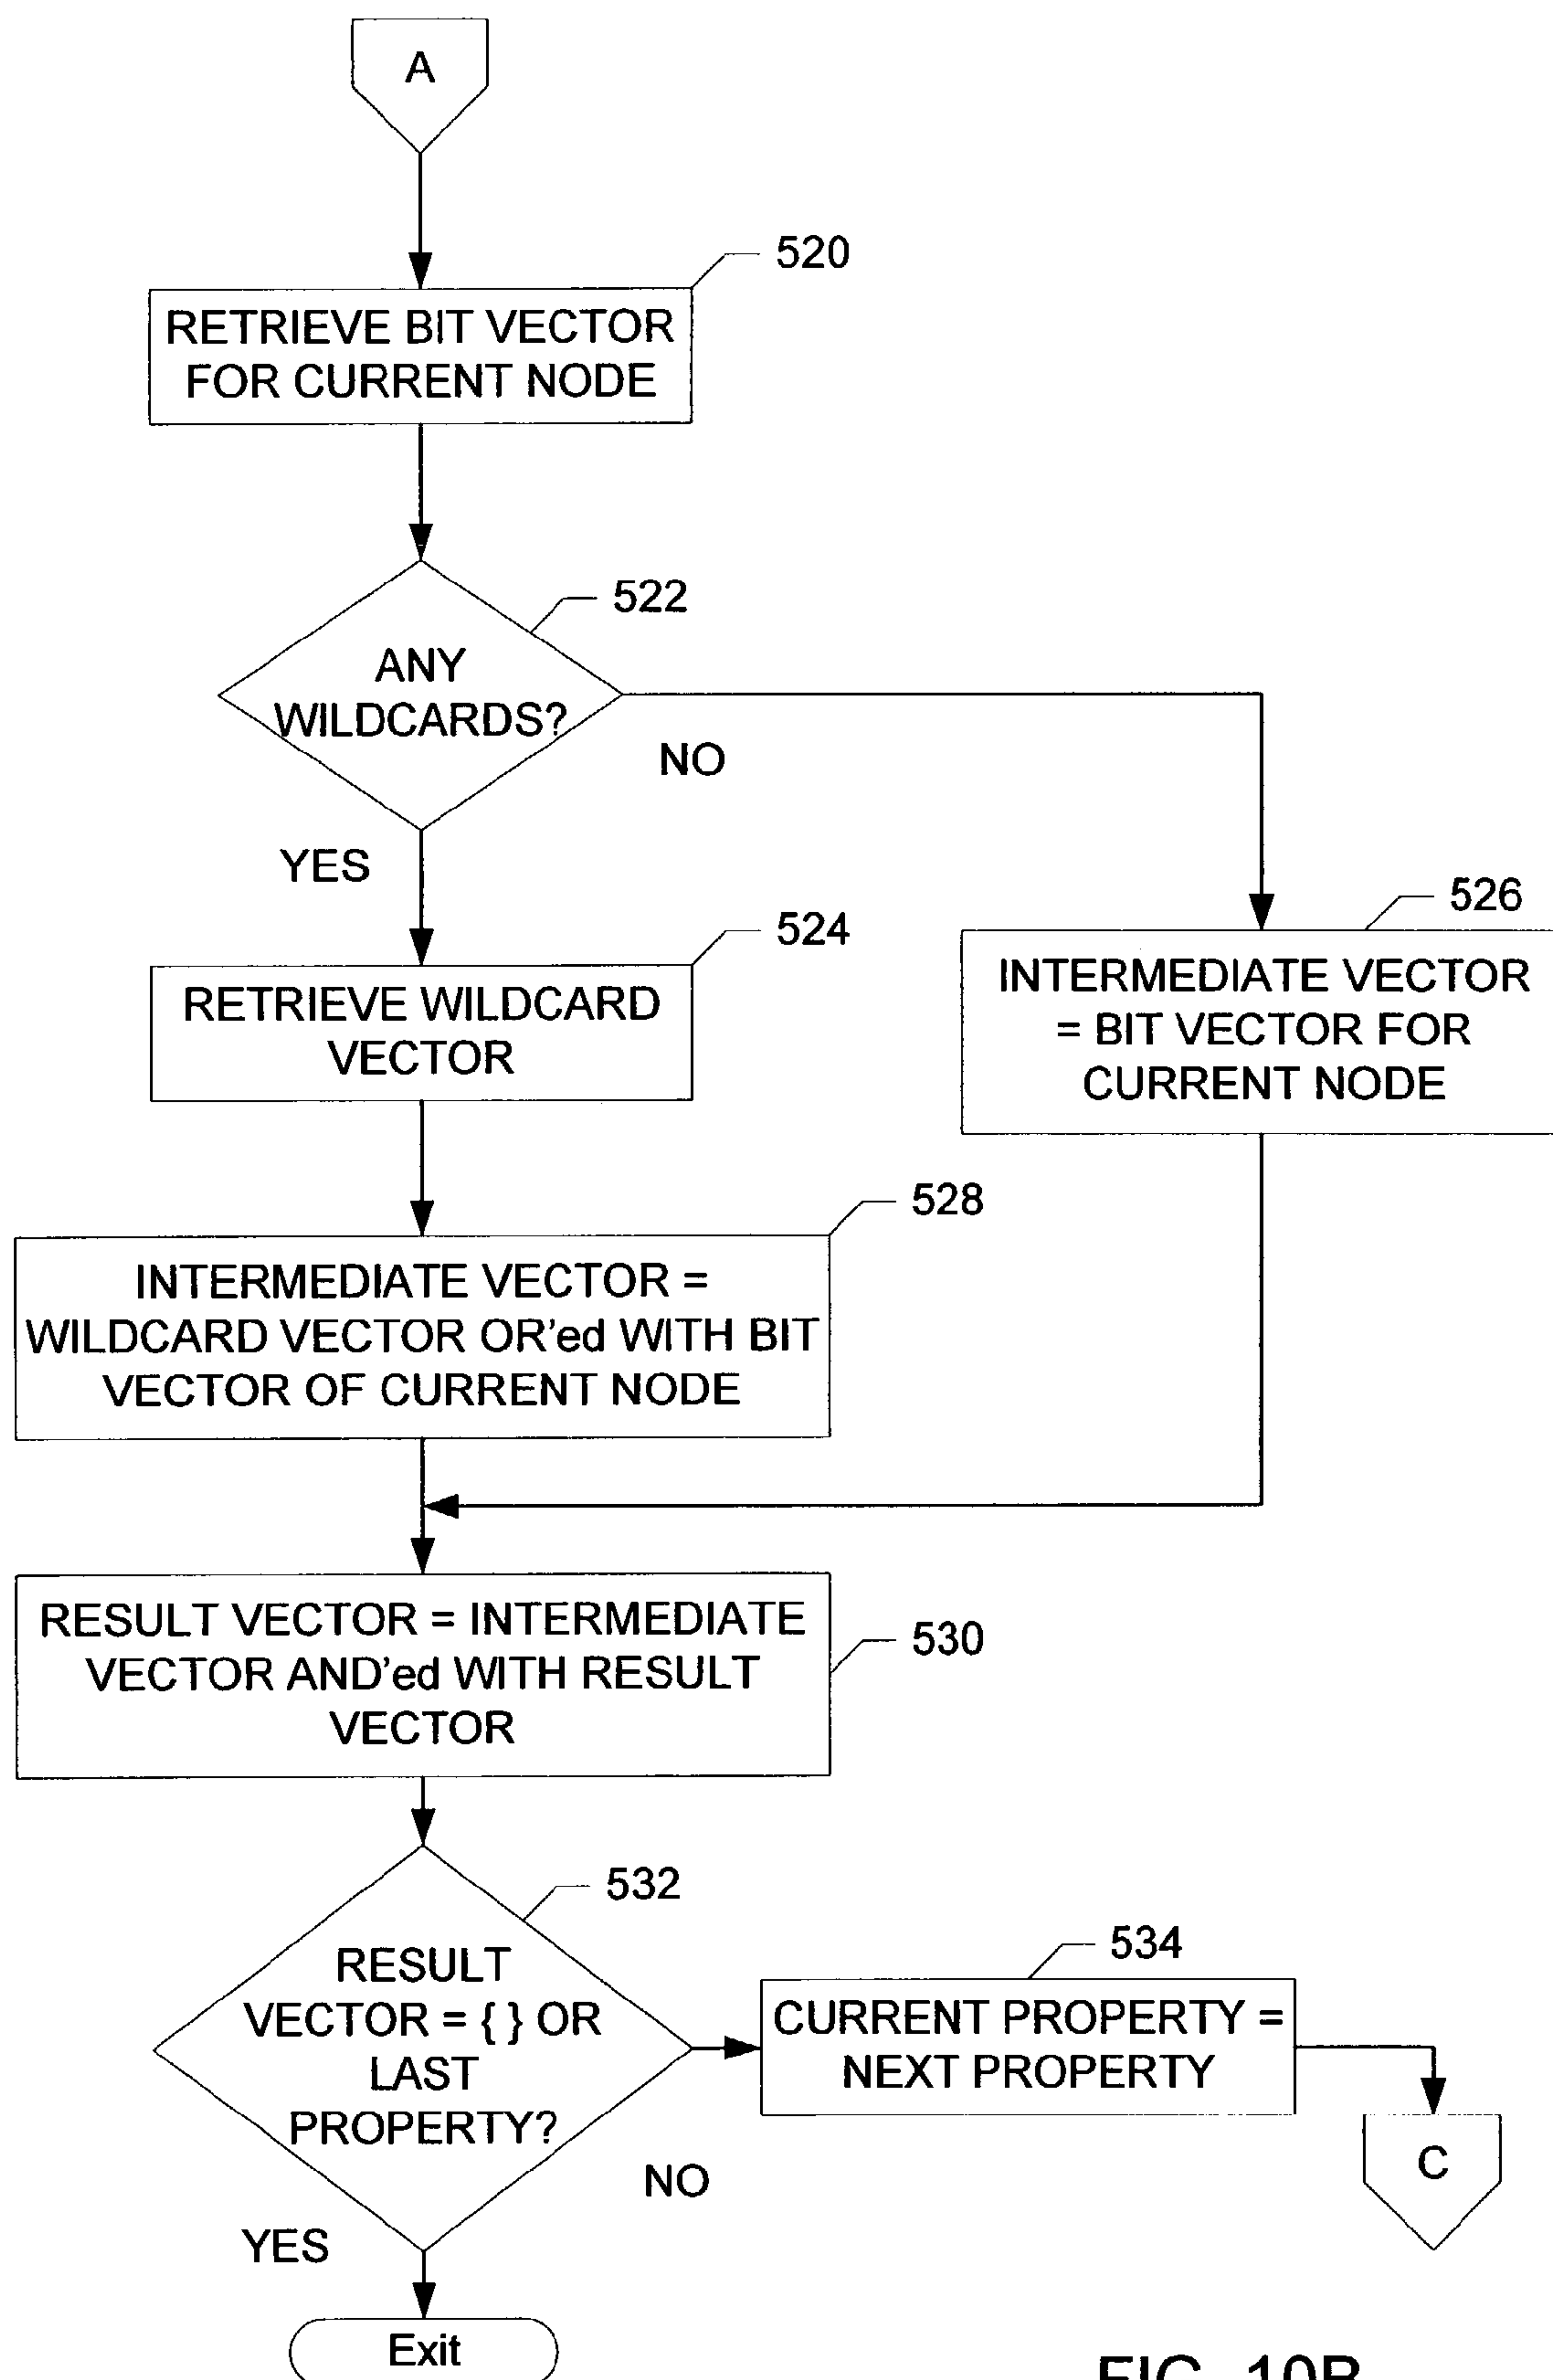 A
520
RETRIEVE BIT VECTOR
FOR CURRENT NODE
522
ANY
WILDCARDS?
NO
YES
524
RETRIEVE WILDCARD
VECTOR
526
INTERMEDIATE VECTOR
= BIT VECTOR FOR
CURRENT NODE
528
INTERMEDIATE VECTOR =
WILDCARD VECTOR OR'ed WITH BIT
VECTOR OF CURRENT NODE
RESULT VECTOR = INTERMEDIATE
VECTOR AND'ed WITH RESULT
VECTOR
530
532
RESULT
VECTOR = { } OR
LAST
PROPERTY?
534
CURRENT PROPERTY =
NEXT PROPERTY
C
NO
YES
Exit
FIG. 10B